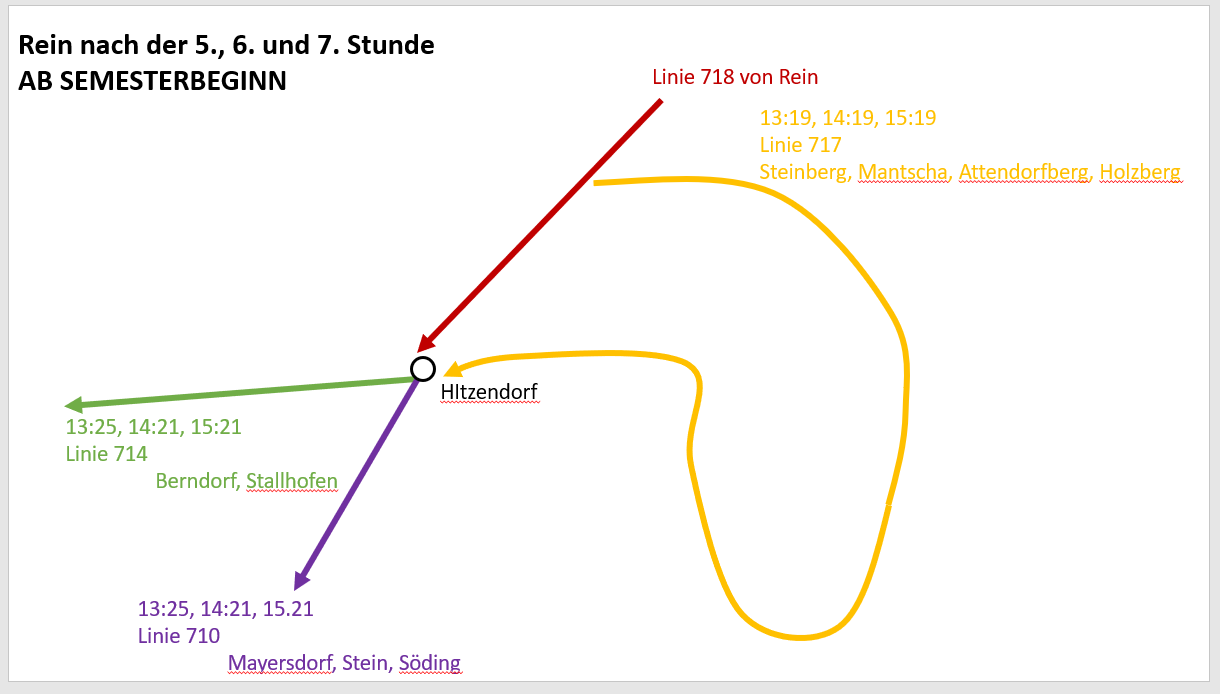 Rein nach der 5., 6. und 7. Stunde
AB SEMESTERBEGINN
Linie 718 von Rein
13:19, 14:19, 15:19
Linie 717
Steinberg, Mantscha, Attendorfberg, Holzberg
HItzendorf
13:25, 14:21, 15:21
Linie 714
Berndorf, Stallhofen
13:25, 14:21, 15.21
Linie 710
Mayersdorf, Stein, Söding